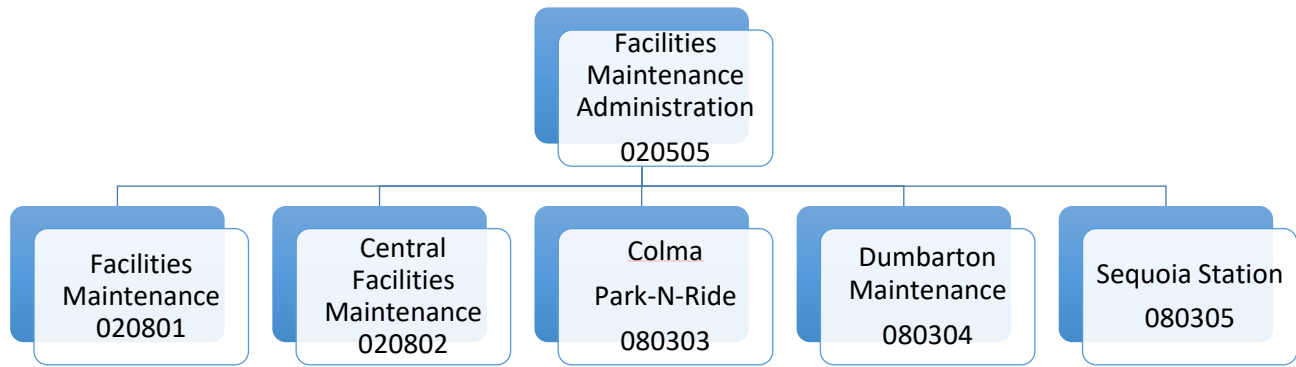 Facilities
Maintenance
Administration
020505
Facilities
Maintenance
020801
Central
Facilities
Maintenance
020802
Colma
Park-N-Ride
080303
Dumbarton
Maintenance
080304
Sequoia Station
080305